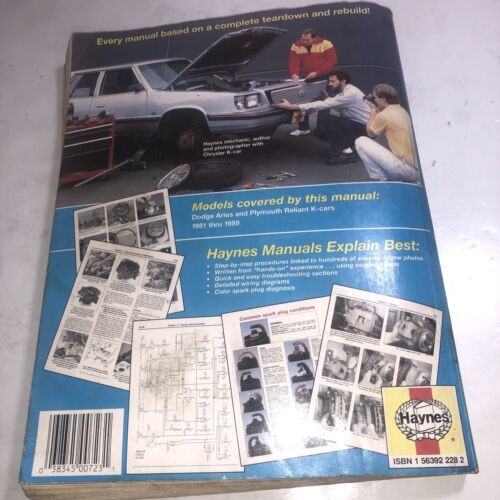 Every manual based on a complete teardown and rebuild!
Haynes mechanic, author
and photographer with
Chrysler K-car
Models covered by this manual:
Dodge Aries and Plymouth Reliant K-cars
1981 thru 1989
Haynes Manuals Explain Best:
• Step-by-step procedures linked to hundreds of easy-to-follow photos
• Written from "hands-on" experience . . . using common tools
• Quick and easy troubleshooting sections
• Detailed wiring diagrams
• Color spark plug diagnosis
Common spark plug conditions
Haynes
®
ISBN 1 56392 228 2
0 38345 00723 1